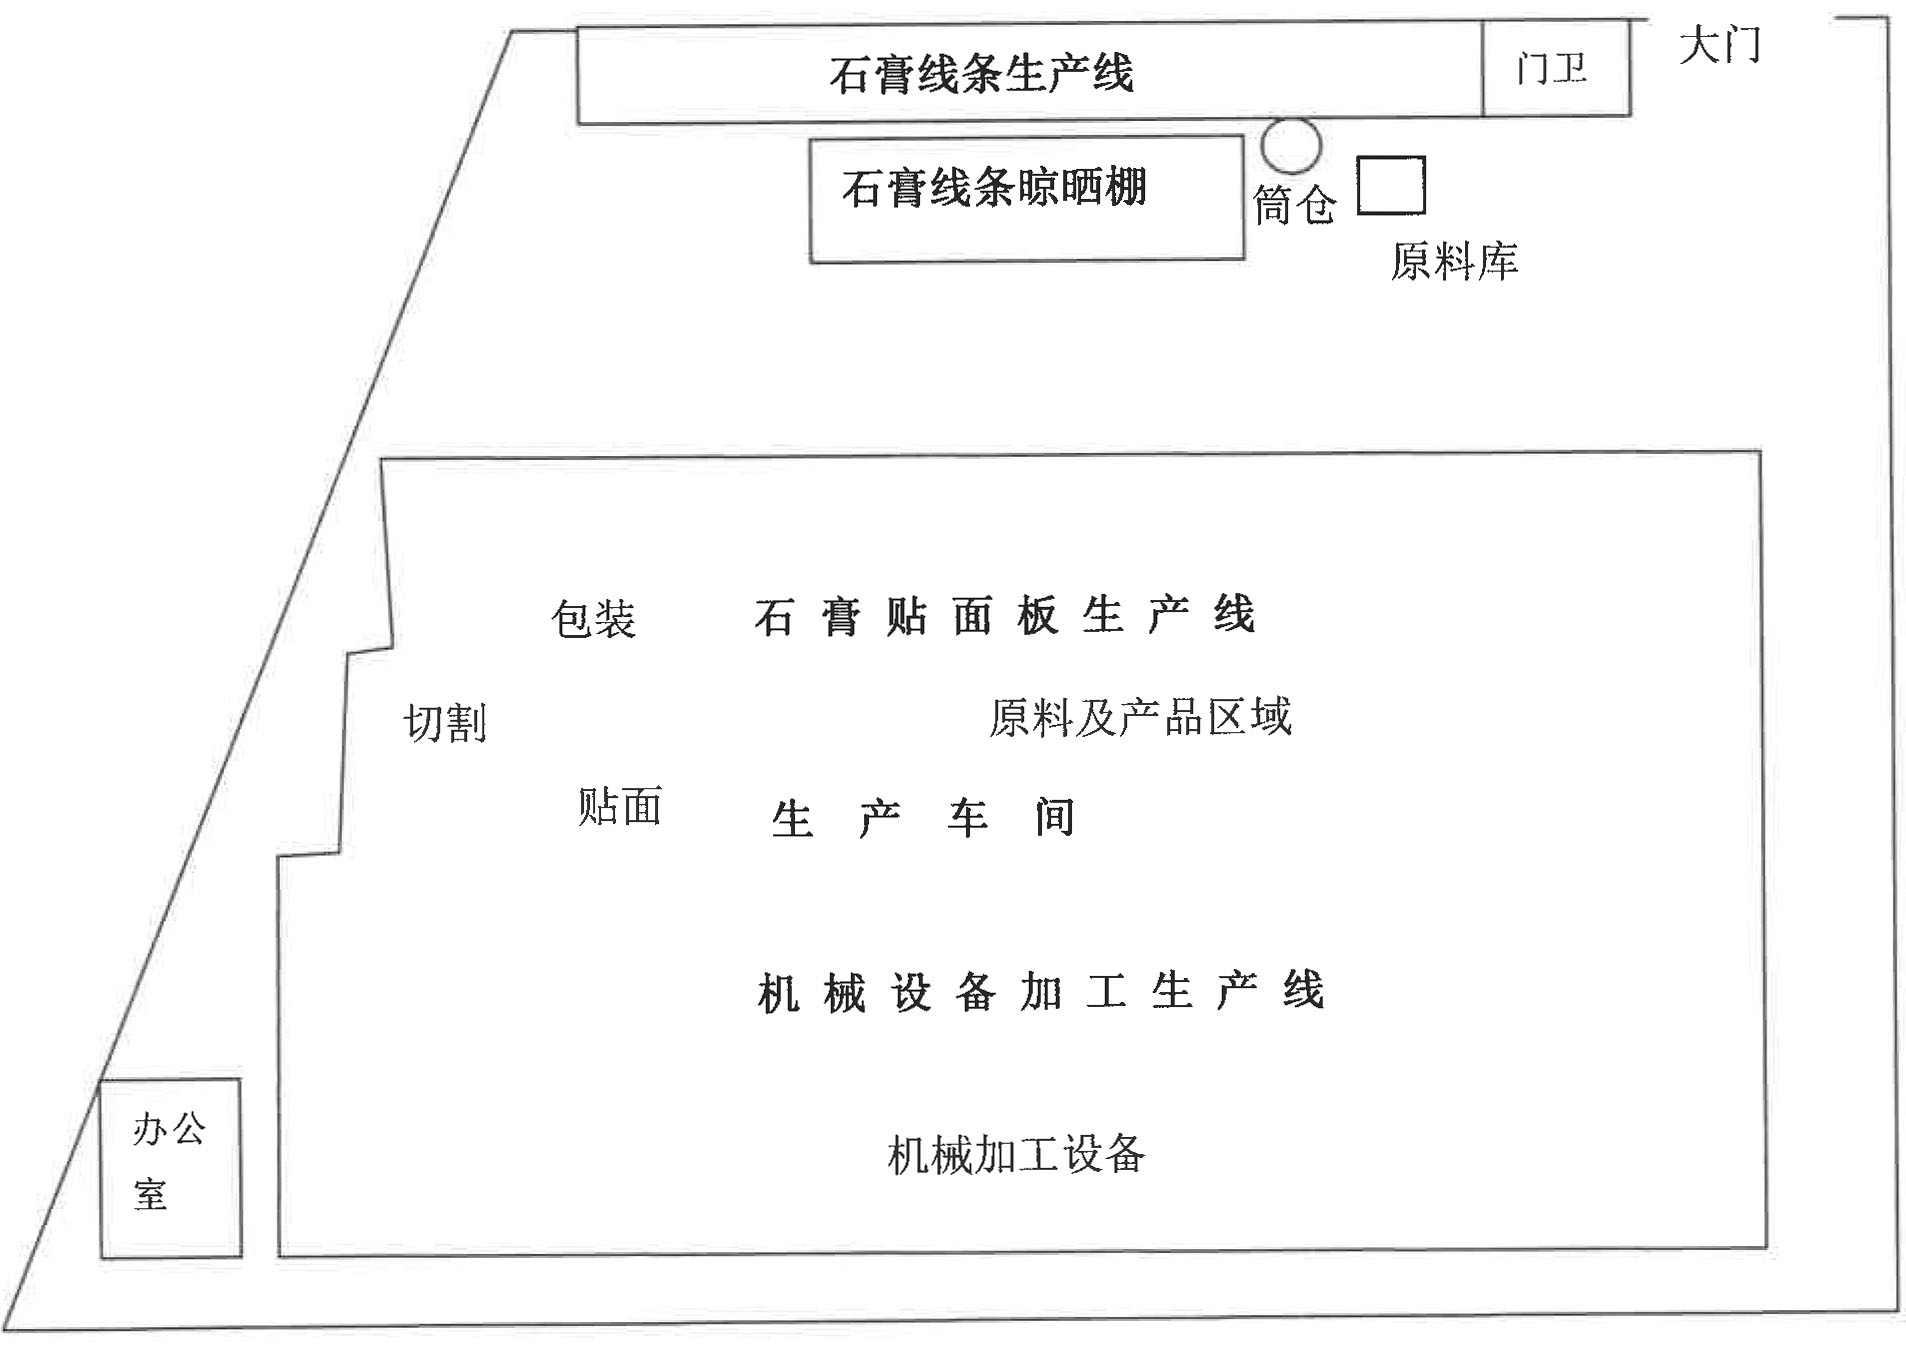 大门
石膏线条生产线
门卫
石膏线条晾晒棚
筒仓
原料库
包装
石膏贴面板生产线
切割
原料及产品区域
贴面
生产车间
机械设备加工生产线
办公
室
机械加工设备